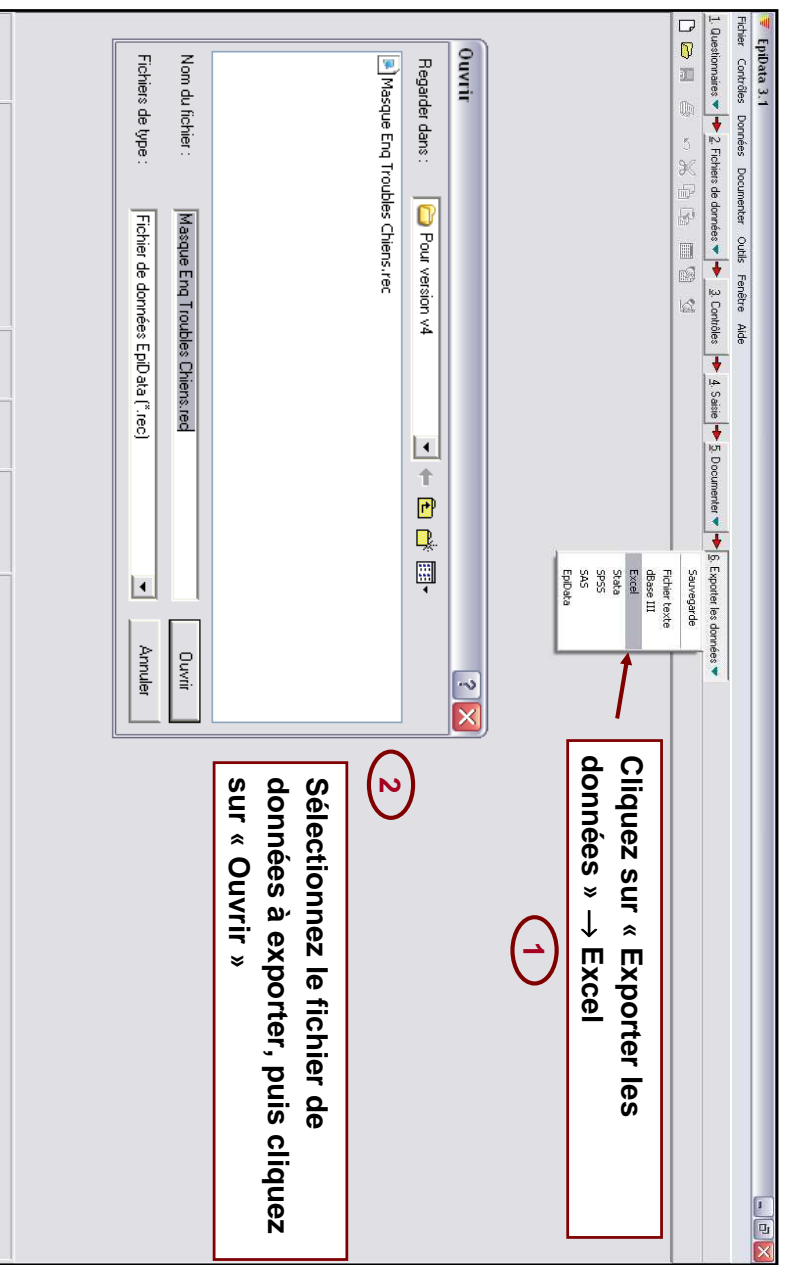 EpiData 3.1
Fichier Contrôles Données Documenter Outils Fenêtre Aide
1. Questionnaires 2. Fichiers de données 3. Contrôles 4. Saisie 5. Documenter 6. Exporter les données
Sauvegarde
Fichier texte
dBase III
Excel
Stata
SPSS
SAS
EpiData
Cliquez sur « Exporter les
données » → Excel
1
Ouvrir
Regarder dans :
Pour version v4
Masque Enq Troubles Chiens.rec
Nom du fichier :
Masque Enq Troubles Chiens.rec
Ouvrir
Fichiers de type :
Fichier de données EpiData (*.rec)
Annuler
2
Sélectionnez le fichier de
données à exporter, puis cliquez
sur « Ouvrir »